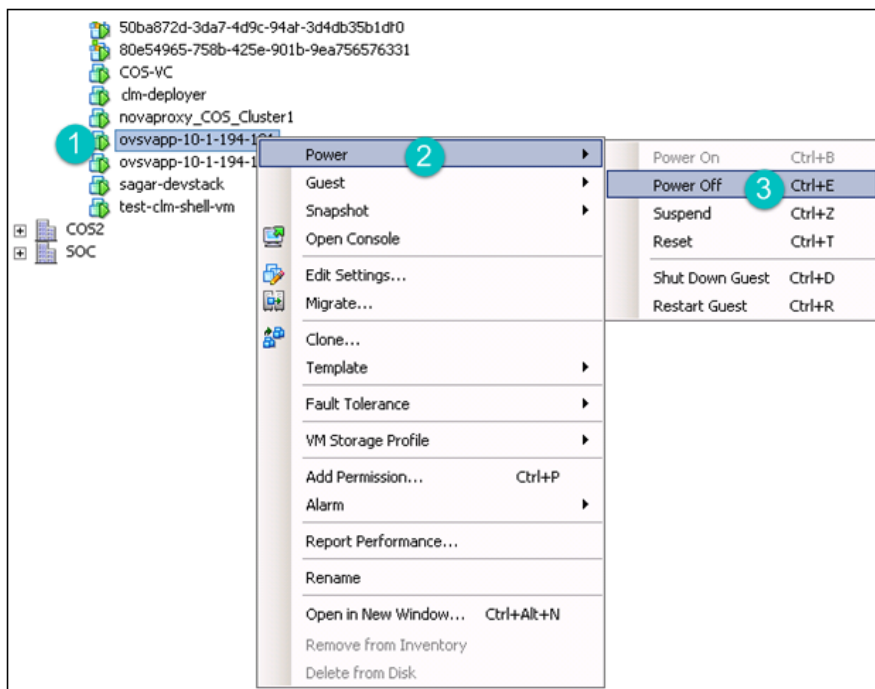 50ba872d-3da7-4d9c-94af-3d4db35b1df0
80e54965-758b-425e-901b-9ea756576331
COS-VC
clm-deployer
novaproxy_COS_Cluster1
1 ovsvapp-10-1-194-
ovsvapp-10-1-194-1
sagar-devstack
test-clm-shell-vm
COS2
SOC
Power 2
Guest
Snapshot
Open Console
Edit Settings...
Migrate...
Clone...
Template
Fault Tolerance
VM Storage Profile
Add Permission... Ctrl+P
Alarm
Report Performance...
Rename
Open in New Window... Ctrl+Alt+N
Remove from Inventory
Delete from Disk
Power On Ctrl+B
Power Off 3 Ctrl+E
Suspend Ctrl+Z
Reset Ctrl+T
Shut Down Guest Ctrl+D
Restart Guest Ctrl+R